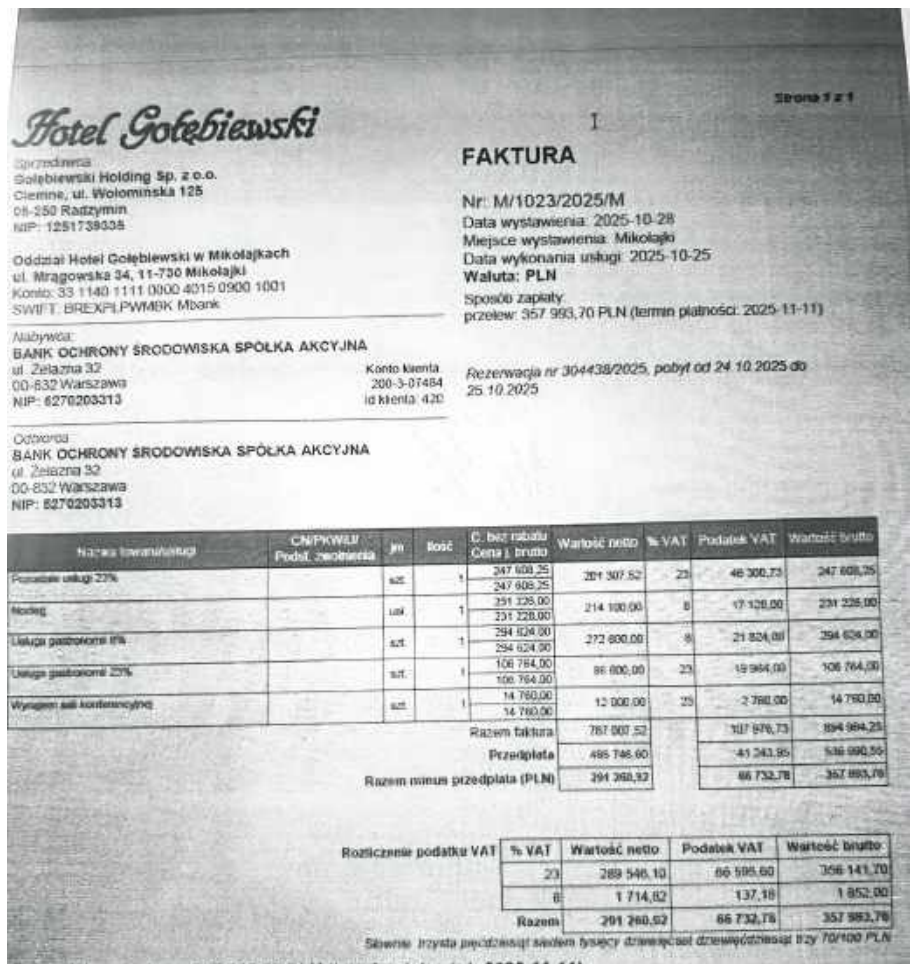 Strona 1 z 1
Hotel Gołębiewski
Sprzedawca:
Gołębiewski Holding Sp. z o.o.
Ciemne, ul. Wołomińska 125
05-250 Radzymin
NIP: 1251739335
Oddział Hotel Gołębiewski w Mikołajkach
ul. Mrągowska 34, 11-730 Mikołajki
Konto: 33 1140 1111 0000 4015 0900 1001
SWIFT: BREXPLPWMBK Mbank
FAKTURA
Nr: M/1023/2025/M
Data wystawienia: 2025-10-28
Miejsce wystawienia: Mikołajki
Data wykonania usługi: 2025-10-25
Waluta: PLN
Sposób zapłaty:
przelew: 357 993,70 PLN (termin płatności: 2025-11-11)
Nabywca:
BANK OCHRONY ŚRODOWISKA SPÓŁKA AKCYJNA
ul. Żelazna 32
00-832 Warszawa
NIP: 5270203313
Konto klienta
200-3-07484
Id klienta: 420
Rezerwacja nr 304438/2025, pobyt od 24.10.2025 do
25.10.2025
Odbiorca:
BANK OCHRONY ŚRODOWISKA SPÓŁKA AKCYJNA
ul. Żelazna 32
00-832 Warszawa
NIP: 5270203313
Nazwa towaru/usługi CN/PKWiU/ Podst. zwolnienia jm Ilość C. bez rabatu Cena j. brutto Wartość netto % VAT Podatek VAT Wartość brutto
Pozostałe usługi 23% szt. 1 247 608,25 247 608,25 201 307,52 23 46 300,73 247 608,25
Nocleg usł. 1 231 228,00 231 228,00 214 100,00 8 17 128,00 231 228,00
Usługa gastronomii 8% szt. 1 294 624,00 294 624,00 272 800,00 8 21 824,00 294 624,00
Usługa gastronomii 23% szt. 1 106 764,00 106 764,00 86 800,00 23 19 964,00 106 764,00
Wynajem sali konferencyjnej szt. 1 14 760,00 14 760,00 12 000,00 23 2 760,00 14 760,00
Razem faktura 787 007,52 107 976,73 894 984,25
Przedpłata 495 746,60 41 243,95 536 990,55
Razem minus przedpłata (PLN) 291 260,92 66 732,78 357 993,70
Rozliczenie podatku VAT % VAT Wartość netto Podatek VAT Wartość brutto
23 289 546,10 66 595,60 356 141,70
8 1 714,82 137,18 1 852,00
Razem 291 260,92 66 732,78 357 993,70
Słownie: trzysta pięćdziesiąt siedem tysięcy dziewięćset dziewięćdziesiąt trzy 70/100 PLN